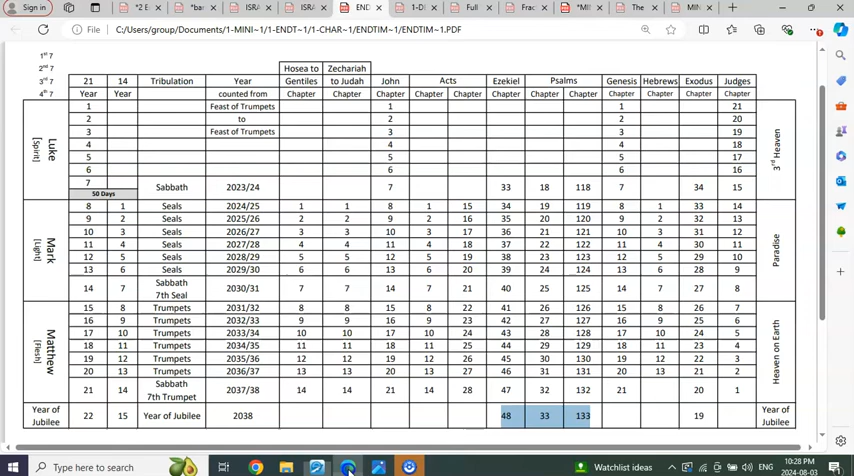 Sign in
*2 E
*ba
ISRA
ISRA
END
1-DE
Full
Frac
*MI
The
MIN
File C:/Users/group/Documents/1-MINI~1/1-ENDT~1/1-CHAR~1/ENDTIM~1/ENDTIM~1.PDF
1st 7
2nd 7 Hosea to Zechariah
3rd 7 21 14 Tribulation Year Gentiles to Judah John Acts Ezekiel Psalms Genesis Hebrews Exodus Judges
4th 7 Year Year counted from Chapter Chapter Chapter Chapter Chapter Chapter Chapter Chapter Chapter Chapter Chapter Chapter
Luke [Spirit]
1 Feast of Trumpets 1 1 21
2 to 2 2 20
3 Feast of Trumpets 3 3 19
4 4 4 18
5 5 5 17
6 6 6 16
7 Sabbath 2023/24 7 33 18 118 7 34 15
50 Days
3rd Heaven
Mark [Light]
8 1 Seals 2024/25 1 1 8 1 15 34 19 119 8 1 33 14
9 2 Seals 2025/26 2 2 9 2 16 35 20 120 9 2 32 13
10 3 Seals 2026/27 3 3 10 3 17 36 21 121 10 3 31 12
11 4 Seals 2027/28 4 4 11 4 18 37 22 122 11 4 30 11
12 5 Seals 2028/29 5 5 12 5 19 38 23 123 12 5 29 10
13 6 Seals 2029/30 6 6 13 6 20 39 24 124 13 6 28 9
14 7 Sabbath 7th Seal 2030/31 7 7 14 7 21 40 25 125 14 7 27 8
Paradise
Matthew [Flesh]
15 8 Trumpets 2031/32 8 8 15 8 22 41 26 126 15 8 26 7
16 9 Trumpets 2032/33 9 9 16 9 23 42 27 127 16 9 25 6
17 10 Trumpets 2033/34 10 10 17 10 24 43 28 128 17 10 24 5
18 11 Trumpets 2034/35 11 11 18 11 25 44 29 129 18 11 23 4
19 12 Trumpets 2035/36 12 12 19 12 26 45 30 130 19 12 22 3
20 13 Trumpets 2036/37 13 13 20 13 27 46 31 131 20 13 21 2
21 14 Sabbath 7th Trumpet 2037/38 14 14 21 14 28 47 32 132 21 20 1
Heaven on Earth
Year of Jubilee 22 15 Year of Jubilee 2038 48 33 133 19 Year of Jubilee
Type here to search
Watchlist ideas
ENG
10:28 PM
2024-08-03